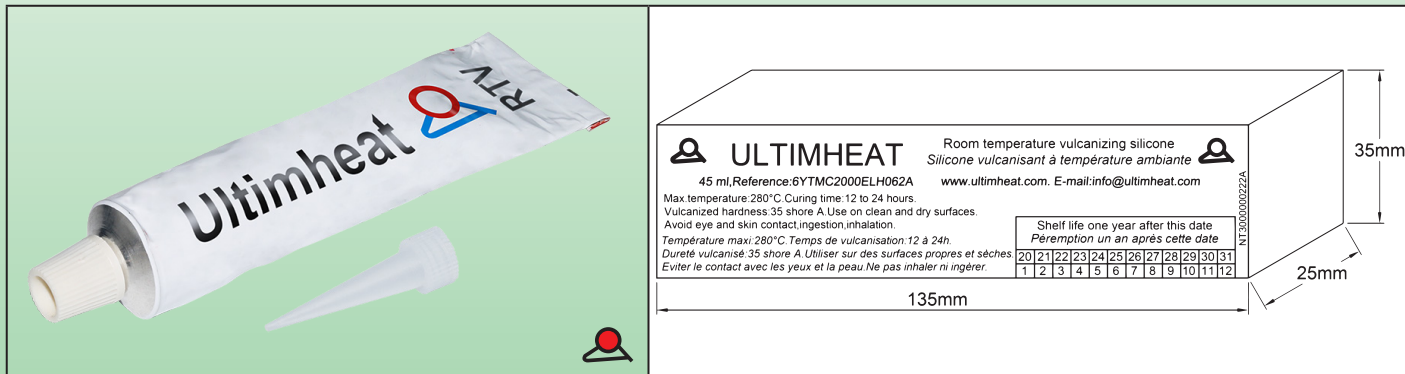 Ultimheat
RTV
ULTIMHEAT
Room temperature vulcanizing silicone
Silicone vulcanisant à température ambiante
45 ml,Reference:6YTMC2000ELH062A
www.ultimheat.com. E-mail:info@ultimheat.com
Max.temperature:280°C.Curing time:12 to 24 hours.
Vulcanized hardness:35 shore A.Use on clean and dry surfaces.
Avoid eye and skin contact,ingestion,inhalation.
Température maxi:280°C.Temps de vulcanisation:12 à 24h.
Dureté vulcanisé:35 shore A.Utiliser sur des surfaces propres et sèches.
Eviter le contact avec les yeux et la peau.Ne pas inhaler ni ingérer.
Shelf life one year after this date
Péremption un an après cette date
20 21 22 23 24 25 26 27 28 29 30 31
1 2 3 4 5 6 7 8 9 10 11 12
NT3000000222A
35mm
25mm
135mm